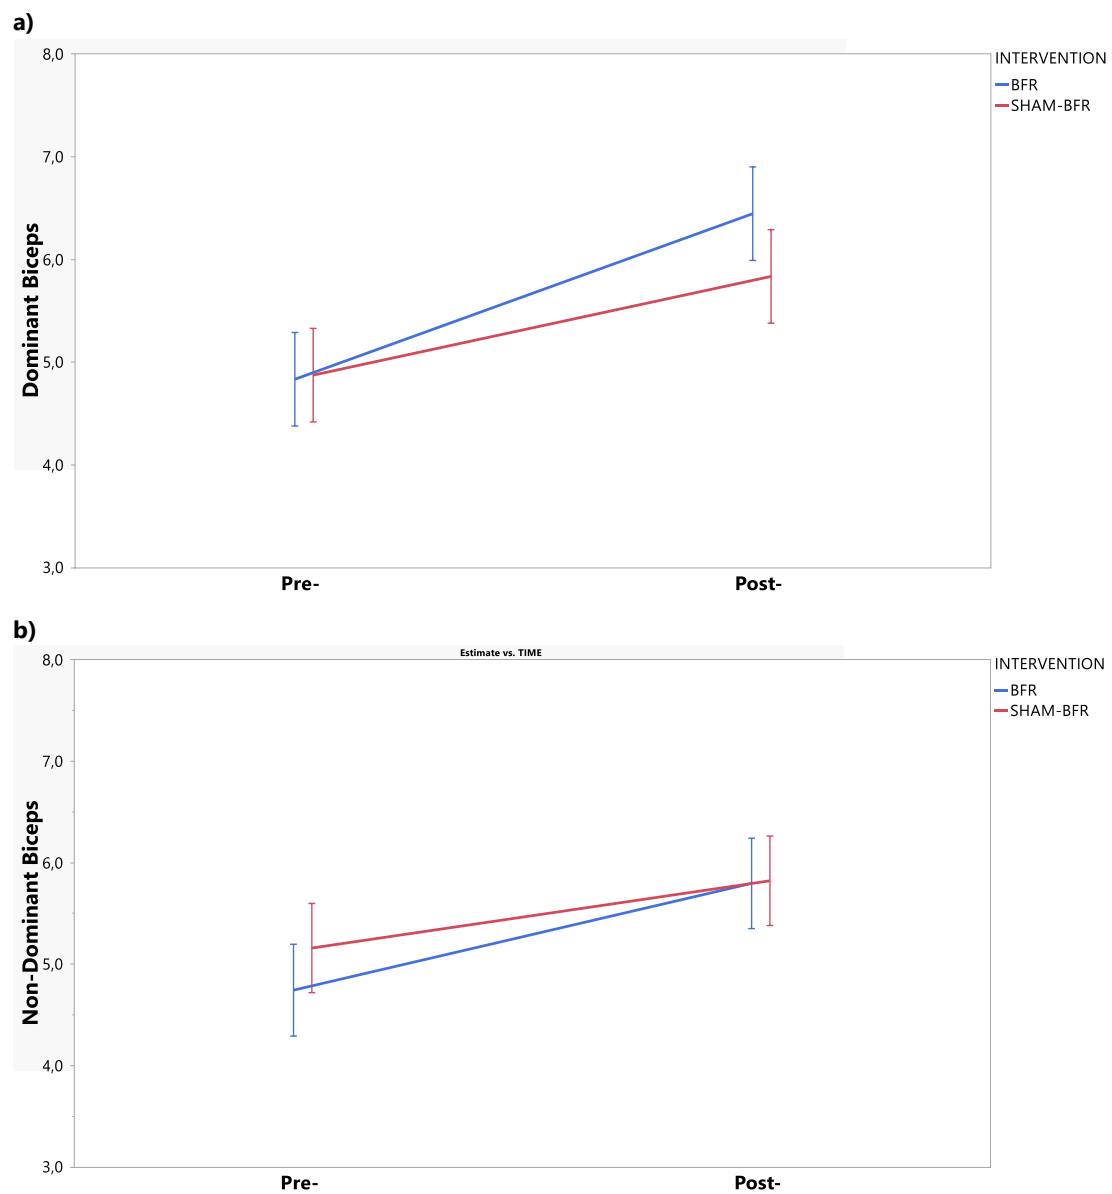 a)
8,0
7,0
6,0
5,0
4,0
3,0
Dominant Biceps
Pre-
Post-
INTERVENTION
BFR
SHAM-BFR
b)
Estimate vs. TIME
8,0
7,0
6,0
5,0
4,0
3,0
Non-Dominant Biceps
Pre-
Post-
INTERVENTION
BFR
SHAM-BFR